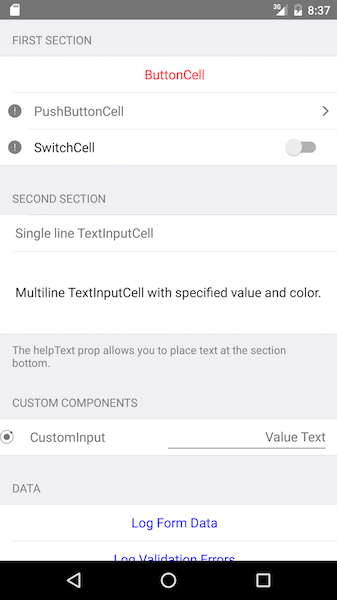 3G 8:37
FIRST SECTION
ButtonCell
PushButtonCell
SwitchCell
SECOND SECTION
Single line TextInputCell
Multiline TextInputCell with specified value and color.
The helpText prop allows you to place text at the section
bottom.
CUSTOM COMPONENTS
CustomInput Value Text
DATA
Log Form Data
Log Validation Errors